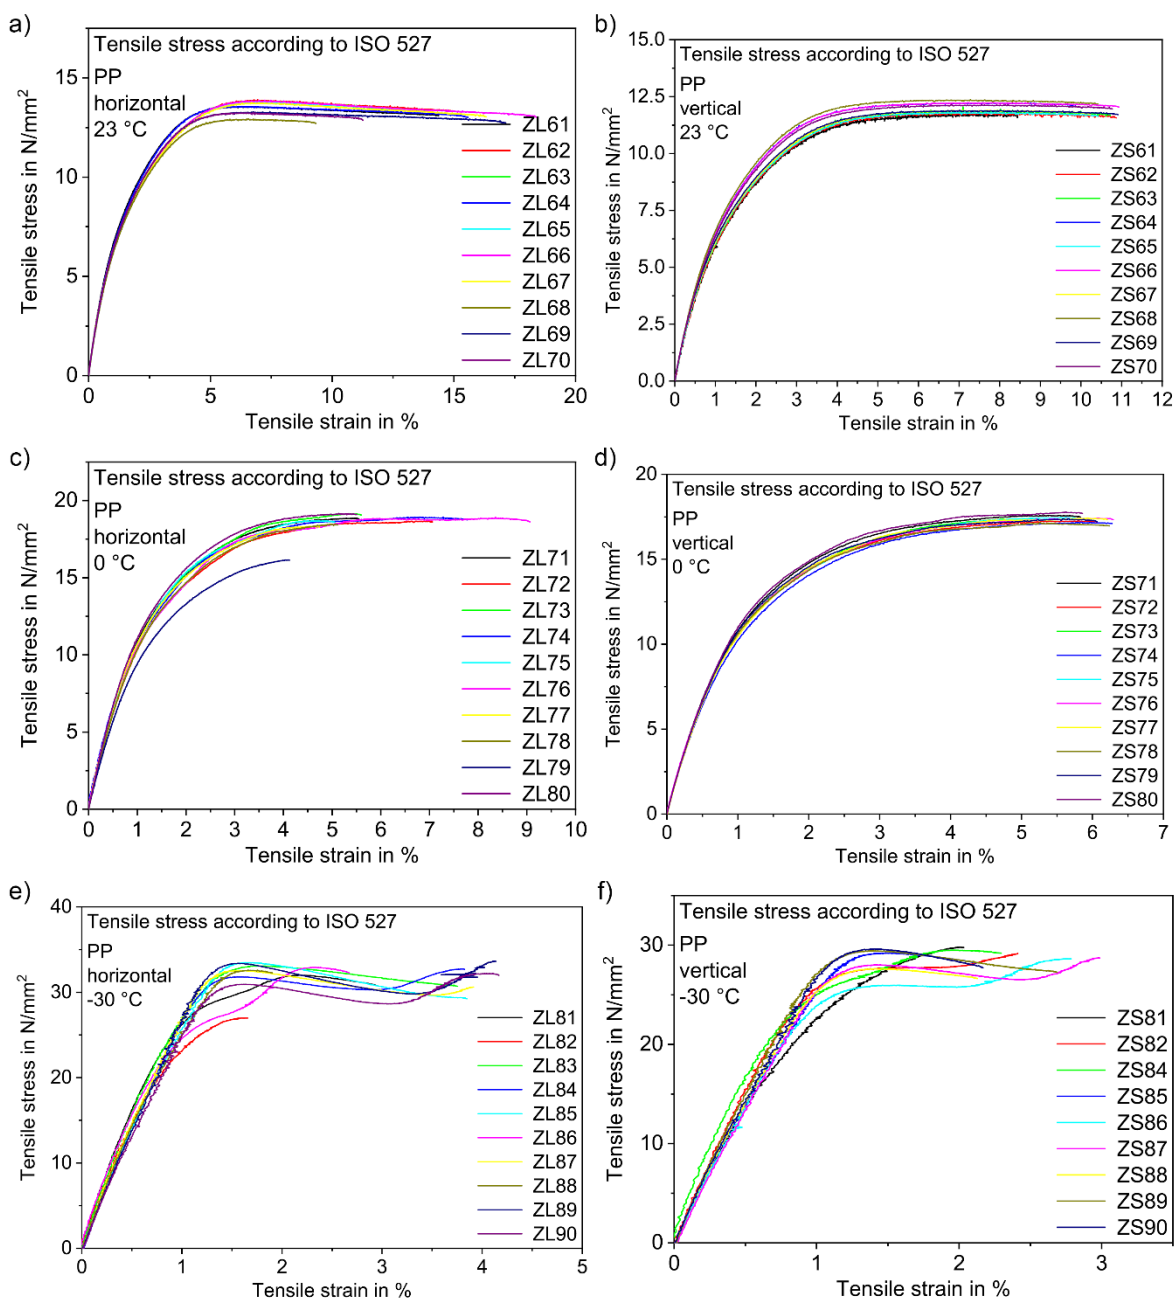 a)
Tensile stress according to ISO 527
PP
horizontal
23 °C
Tensile stress in N/mm²
15
10
5
0
0 5 10 15 20
Tensile strain in %
ZL61
ZL62
ZL63
ZL64
ZL65
ZL66
ZL67
ZL68
ZL69
ZL70
b)
Tensile stress according to ISO 527
PP
vertical
23 °C
Tensile stress in N/mm²
15.0
12.5
10.0
7.5
5.0
2.5
0.0
0 1 2 3 4 5 6 7 8 9 10 11 12
Tensile strain in %
ZS61
ZS62
ZS63
ZS64
ZS65
ZS66
ZS67
ZS68
ZS69
ZS70
c)
Tensile stress according to ISO 527
PP
horizontal
0 °C
Tensile stress in N/mm²
20
15
10
5
0
0 1 2 3 4 5 6 7 8 9 10
Tensile strain in %
ZL71
ZL72
ZL73
ZL74
ZL75
ZL76
ZL77
ZL78
ZL79
ZL80
d)
Tensile stress according to ISO 527
PP
vertical
0 °C
Tensile stress in N/mm²
20
15
10
5
0
0 1 2 3 4 5 6 7
Tensile strain in %
ZS71
ZS72
ZS73
ZS74
ZS75
ZS76
ZS77
ZS78
ZS79
ZS80
e)
Tensile stress according to ISO 527
PP
horizontal
-30 °C
Tensile stress in N/mm²
40
30
20
10
0
0 1 2 3 4 5
Tensile strain in %
ZL81
ZL82
ZL83
ZL84
ZL85
ZL86
ZL87
ZL88
ZL89
ZL90
f)
Tensile stress according to ISO 527
PP
vertical
-30 °C
Tensile stress in N/mm²
30
20
10
0
0 1 2 3
Tensile strain in %
ZS81
ZS82
ZS84
ZS85
ZS86
ZS87
ZS88
ZS89
ZS90